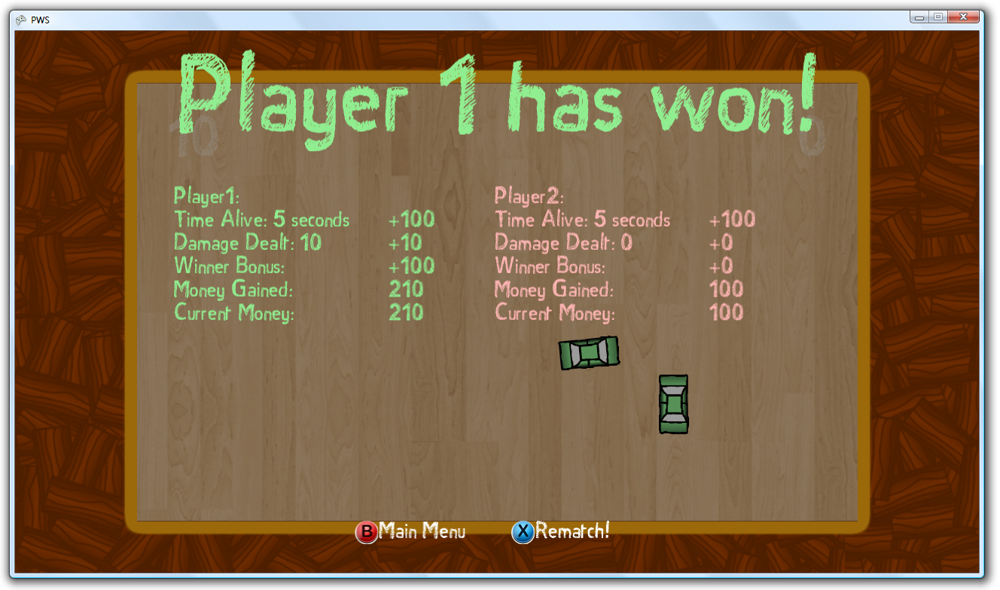 PWS
Player 1 has won!
10 0
Player1:
Time Alive: 5 seconds +100
Damage Dealt: 10 +10
Winner Bonus: +100
Money Gained: 210
Current Money: 210
Player2:
Time Alive: 5 seconds +100
Damage Dealt: 0 +0
Winner Bonus: +0
Money Gained: 100
Current Money: 100
B Main Menu X Rematch!